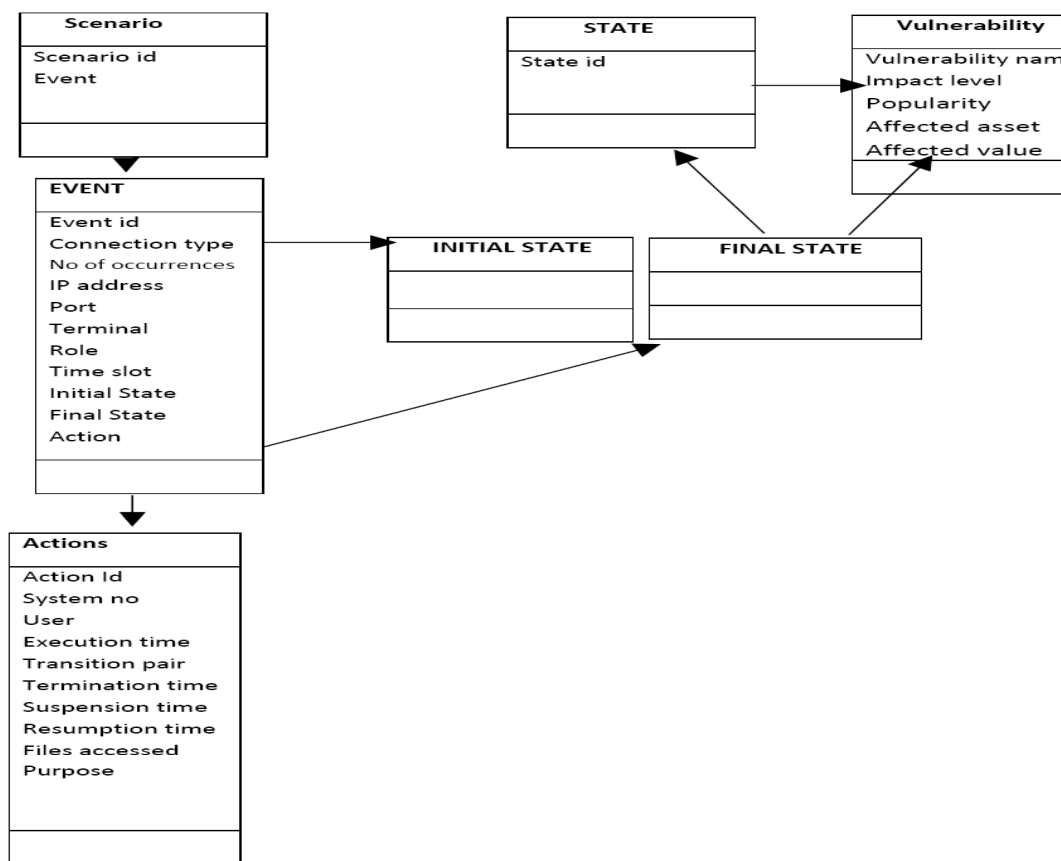 Scenario
Scenario id
Event
STATE
State id
Vulnerability
Vulnerability nam
Impact level
Popularity
Affected asset
Affected value
EVENT
Event id
Connection type
No of occurrences
IP address
Port
Terminal
Role
Time slot
Initial State
Final State
Action
INITIAL STATE
FINAL STATE
Actions
Action Id
System no
User
Execution time
Transition pair
Termination time
Suspension time
Resumption time
Files accessed
Purpose